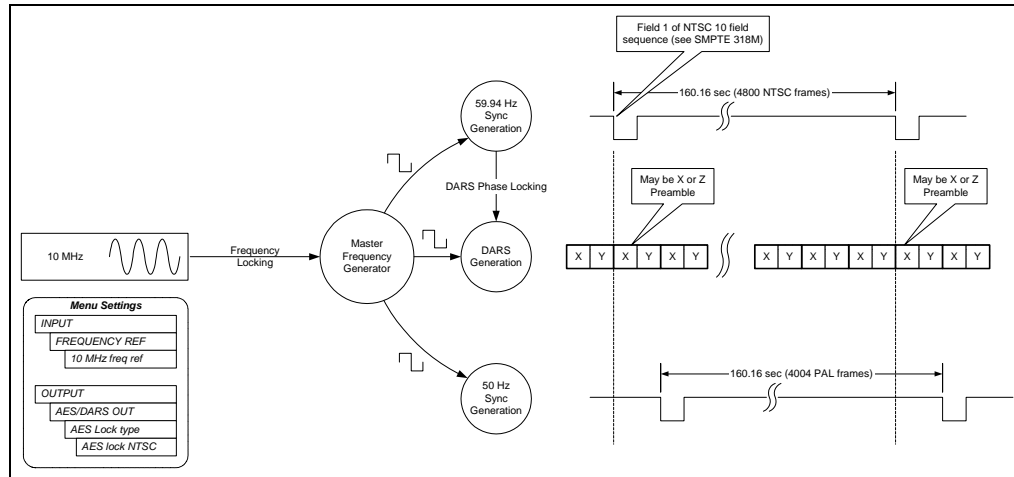 Field 1 of NTSC 10 field
sequence (see SMPTE 318M)
160.16 sec (4800 NTSC frames)
59.94 Hz
Sync
Generation
DARS Phase Locking
May be X or Z
Preamble
May be X or Z
Preamble
10 MHz
Frequency
Locking
Master
Frequency
Generator
DARS
Generation
X Y X Y X Y
X Y X Y X Y X Y X Y
Menu Settings
INPUT
FREQUENCY REF
10 MHz freq ref
OUTPUT
AES/DARS OUT
AES Lock type
AES lock NTSC
50 Hz
Sync
Generation
160.16 sec (4004 PAL frames)